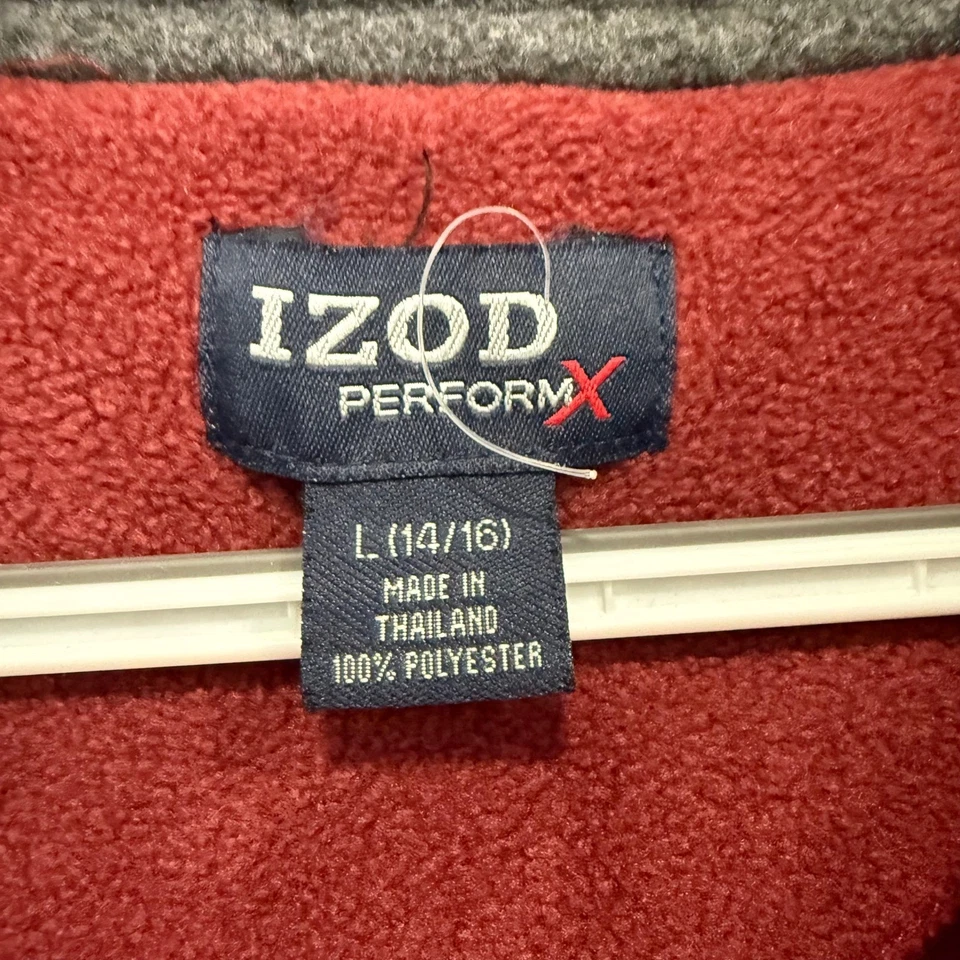 IZOD
PERFORMX
L (14/16)
MADE IN
THAILAND
100% POLYESTER